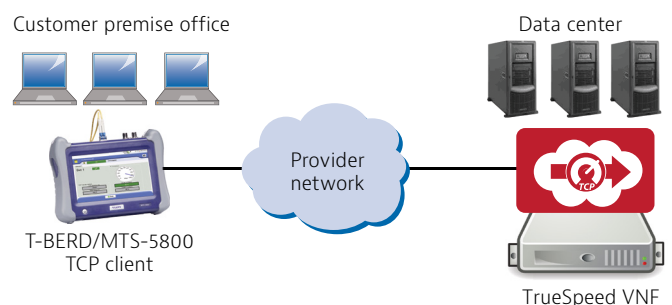 Customer premise office
Data center
Provider
network
TCP
T-BERD/MTS-5800
TCP client
TrueSpeed VNF